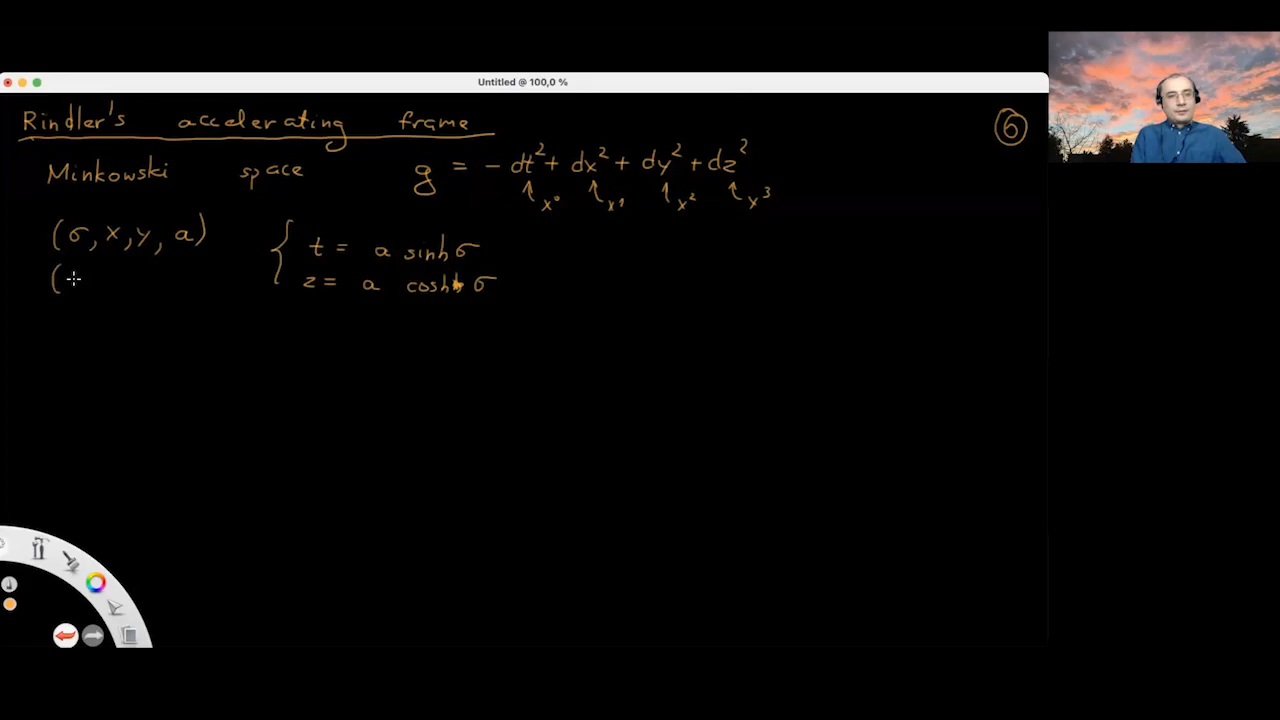 Untitled @ 100,0 %
Rindler's accelerating frame
⑥
Minkowski space g = - dt² + dx² + dy² + dz²
x⁰ x¹ x² x³
(σ, x, y, a) { t = a sinh σ
( z = a cosh σ